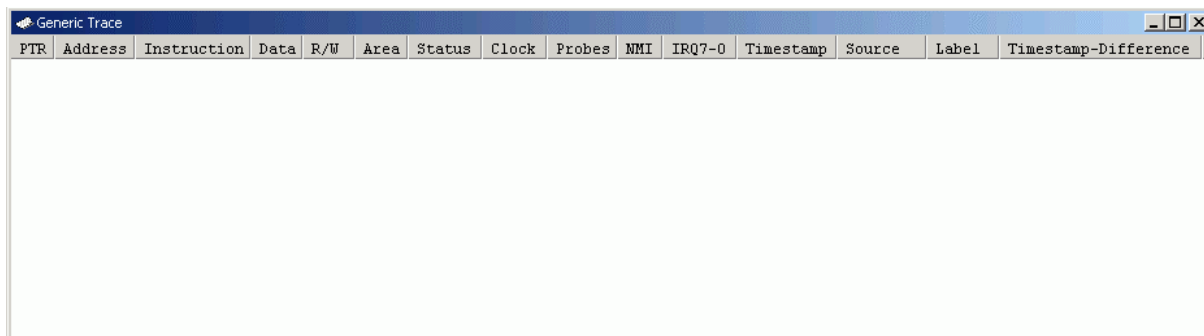 Generic Trace
PTR Address Instruction Data R/W Area Status Clock Probes NMI IRQ7-0 Timestamp Source Label Timestamp-Difference